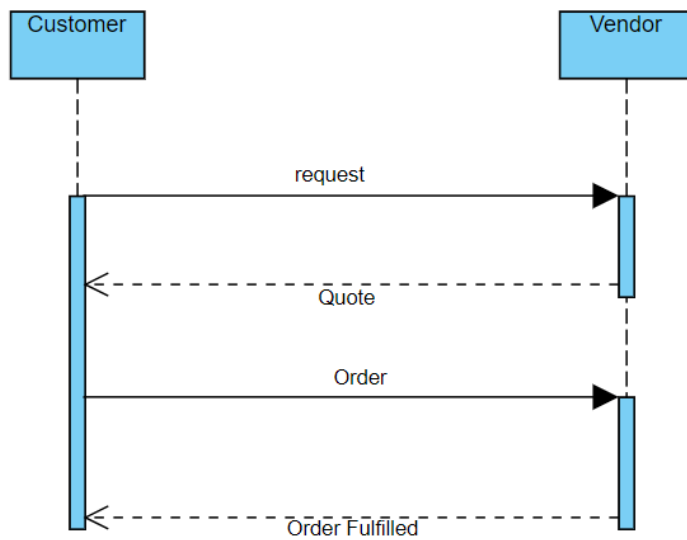 Customer
Vendor
request
Quote
Order
Order Fulfilled